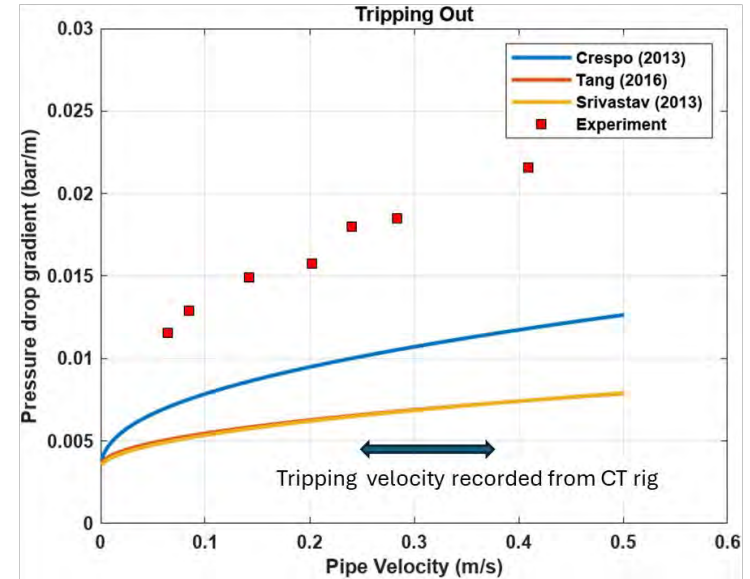 Tripping Out
0.03
0.025
0.02
0.015
0.01
0.005
0
Pressure drop gradient (bar/m)
Crespo (2013)
Tang (2016)
Srivastav (2013)
Experiment
Tripping velocity recorded from CT rig
0 0.1 0.2 0.3 0.4 0.5 0.6
Pipe Velocity (m/s)